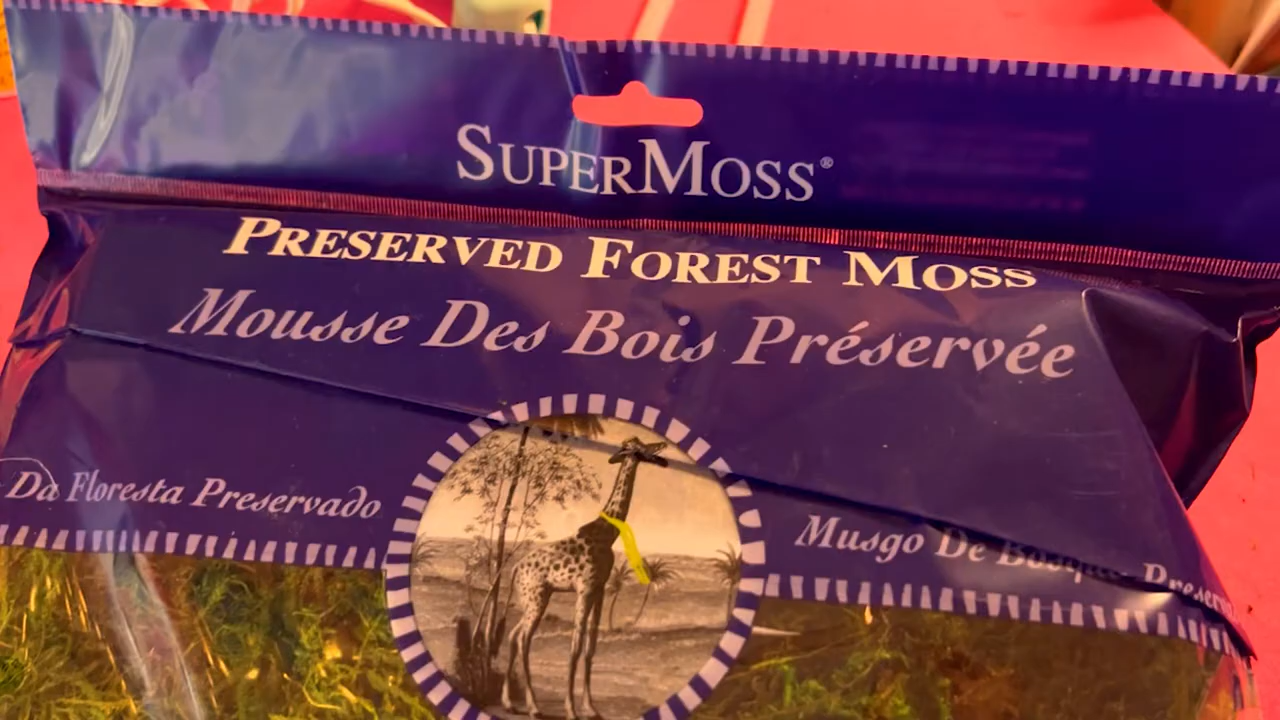 SUPERMOSS®
PRESERVED FOREST MOSS
Mousse Des Bois Préservée
Da Floresta Preservado
Musgo De